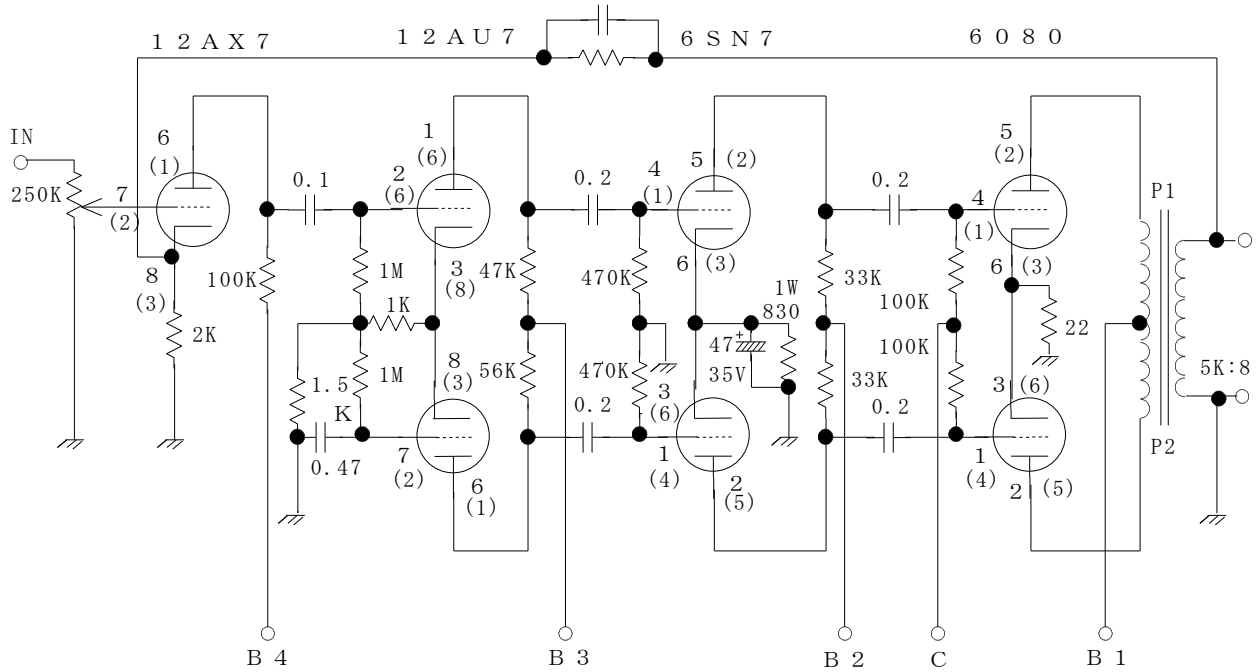 １２ＡＸ７
１２ＡＵ７
６ＳＮ７
６０８０
IN
250K
6
(1)
7
(2)
8
(3)
2K
100K
0.1
1
(6)
2
(6)
3
(8)
1M
1K
1M
1.5
K
0.47
8
(3)
7
(2)
6
(1)
47K
56K
0.2
0.2
470K
470K
4
(1)
5
(2)
6
(3)
3
(6)
1
(4)
2
(5)
1W
830
47
+
35V
33K
33K
0.2
0.2
100K
100K
5
(2)
4
(1)
6
(3)
22
3
(6)
1
(4)
2
(5)
P1
P2
5K:8
Ｂ４
Ｂ３
Ｂ２
Ｃ
Ｂ１